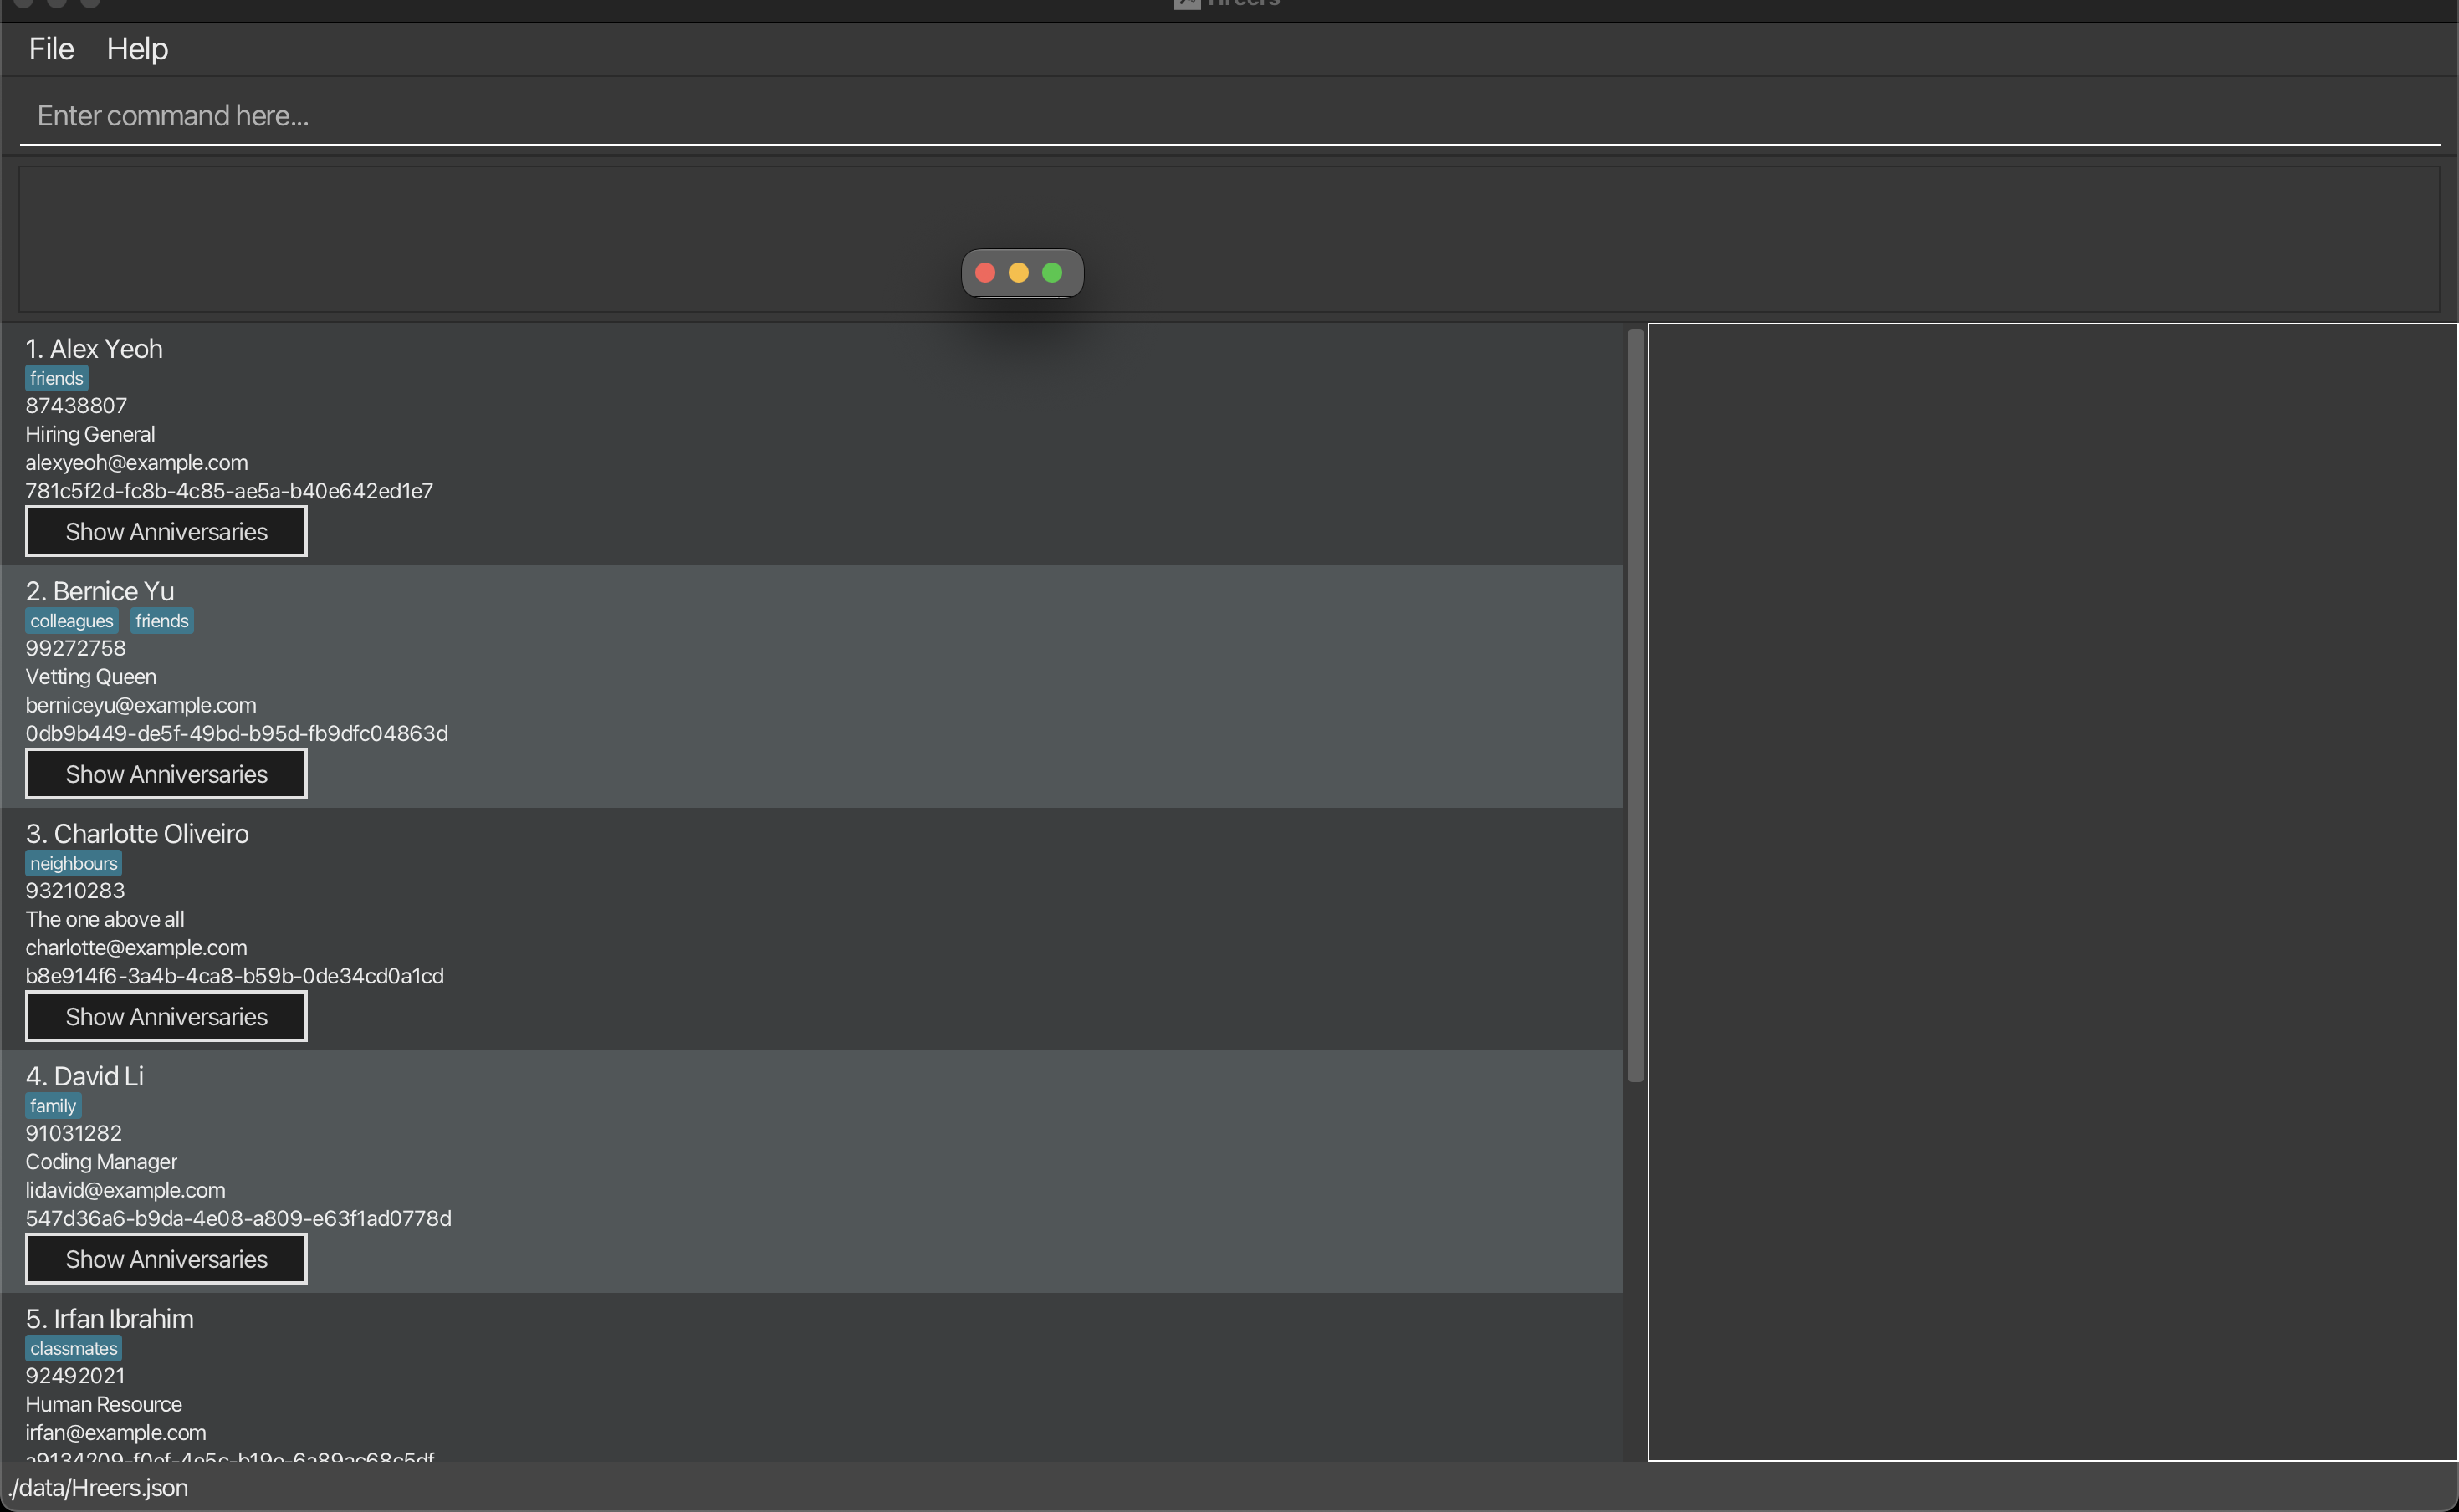 File Help
Enter command here...
1. Alex Yeoh
friends
87438807
Hiring General
alexyeoh@example.com
781c5f2d-fc8b-4c85-ae5a-b40e642ed1e7
Show Anniversaries
2. Bernice Yu
colleagues friends
99272758
Vetting Queen
berniceyu@example.com
0db9b449-de5f-49bd-b95d-fb9dfc04863d
Show Anniversaries
3. Charlotte Oliveiro
neighbours
93210283
The one above all
charlotte@example.com
b8e914f6-3a4b-4ca8-b59b-0de34cd0a1cd
Show Anniversaries
4. David Li
family
91031282
Coding Manager
lidavid@example.com
547d36a6-b9da-4e08-a809-e63f1ad0778d
Show Anniversaries
5. Irfan Ibrahim
classmates
92492021
Human Resource
irfan@example.com
./data/Hreers.json